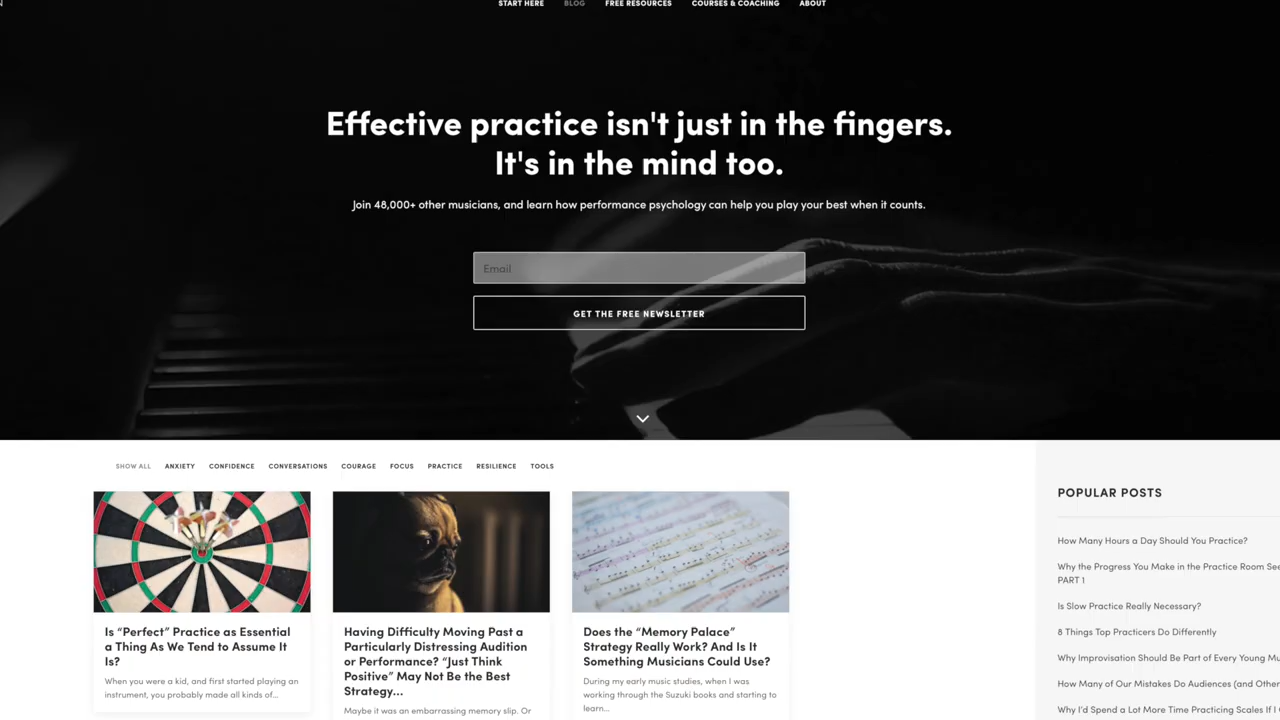 START HERE BLOG FREE RESOURCES COURSES & COACHING ABOUT
Effective practice isn't just in the fingers.
It's in the mind too.
Join 48,000+ other musicians, and learn how performance psychology can help you play your best when it counts.
Email
GET THE FREE NEWSLETTER
SHOW ALL ANXIETY CONFIDENCE CONVERSATIONS COURAGE FOCUS PRACTICE RESILIENCE TOOLS
Is “Perfect” Practice as Essential
a Thing As We Tend to Assume It
Is?
When you were a kid, and first started playing an
instrument, you probably made all kinds of...
Having Difficulty Moving Past a
Particularly Distressing Audition
or Performance? “Just Think
Positive” May Not Be the Best
Strategy...
Maybe it was an embarrassing memory slip. Or
Does the “Memory Palace”
Strategy Really Work? And Is It
Something Musicians Could Use?
During my early music studies, when I was
working through the Suzuki books and starting to
learn...
POPULAR POSTS
How Many Hours a Day Should You Practice?
Why the Progress You Make in the Practice Room
PART 1
Is Slow Practice Really Necessary?
8 Things Top Practicers Do Differently
Why Improvisation Should Be Part of Every Young
How Many of Our Mistakes Do Audiences (and Other
Why I'd Spend a Lot More Time Practicing Scales If I